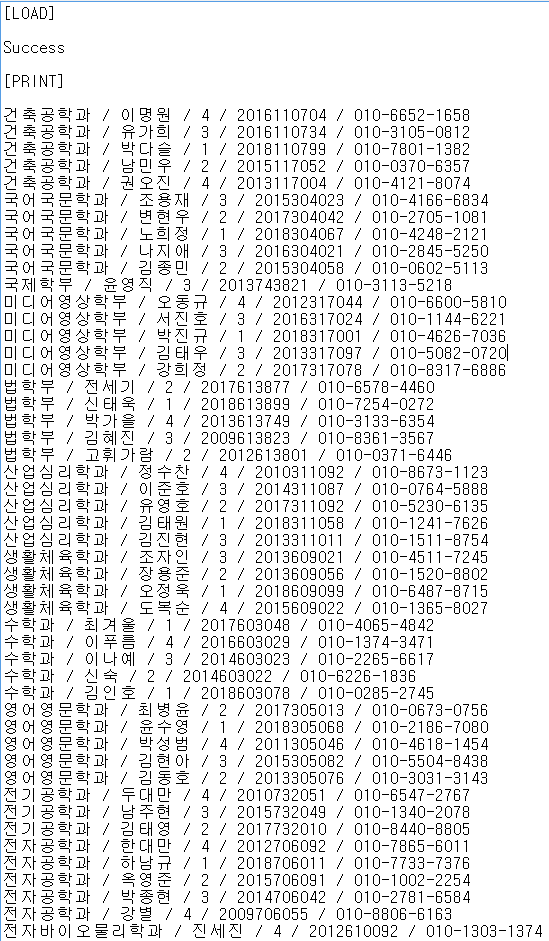 [LOAD]
Success
[PRINT]
건축공학과 / 이명원 / 4 / 2016110704 / 010-6652-1658
건축공학과 / 유가희 / 3 / 2016110734 / 010-3105-0812
건축공학과 / 박다슬 / 1 / 2018110799 / 010-7801-1382
건축공학과 / 남민우 / 2 / 2015117052 / 010-0370-6357
건축공학과 / 권오진 / 4 / 2013117004 / 010-4121-8074
국어국문학과 / 조용재 / 3 / 2015304023 / 010-4166-6834
국어국문학과 / 변현우 / 2 / 2017304042 / 010-2705-1081
국어국문학과 / 노희정 / 1 / 2018304067 / 010-4248-2121
국어국문학과 / 나지애 / 3 / 2016304021 / 010-2845-5250
국어국문학과 / 김종민 / 2 / 2015304058 / 010-0602-5113
국제학부 / 윤영직 / 3 / 2013743821 / 010-3113-5218
미디어영상학부 / 오동규 / 4 / 2012317044 / 010-6600-5810
미디어영상학부 / 서진호 / 3 / 2016317024 / 010-1144-6221
미디어영상학부 / 박진규 / 1 / 2018317001 / 010-4626-7036
미디어영상학부 / 김태우 / 3 / 2013317097 / 010-5082-0720
미디어영상학부 / 강희정 / 2 / 2017317078 / 010-8317-6886
법학부 / 전세기 / 2 / 2017613877 / 010-6578-4460
법학부 / 신태욱 / 1 / 2018613899 / 010-7254-0272
법학부 / 박가을 / 4 / 2013613749 / 010-3133-6354
법학부 / 김혜진 / 3 / 2009613823 / 010-8361-3567
법학부 / 고휘가람 / 2 / 2012613801 / 010-0371-6446
산업심리학과 / 정수찬 / 4 / 2010311092 / 010-8673-1123
산업심리학과 / 이준호 / 3 / 2014311087 / 010-0764-5888
산업심리학과 / 유영호 / 2 / 2017311092 / 010-5230-6135
산업심리학과 / 김태원 / 1 / 2018311058 / 010-1241-7626
산업심리학과 / 김진현 / 3 / 2013311011 / 010-1511-8754
생활체육학과 / 조자인 / 3 / 2013609021 / 010-4511-7245
생활체육학과 / 장용준 / 2 / 2013609056 / 010-1520-8802
생활체육학과 / 오정욱 / 1 / 2018609099 / 010-6487-8715
생활체육학과 / 도복순 / 4 / 2015609022 / 010-1365-8027
수학과 / 최겨울 / 1 / 2017603048 / 010-4065-4842
수학과 / 이푸름 / 4 / 2016603029 / 010-1374-3471
수학과 / 이나예 / 3 / 2014603023 / 010-2265-6617
수학과 / 신숙 / 2 / 2014603022 / 010-6226-1836
수학과 / 김인호 / 1 / 2018603078 / 010-0285-2745
영어영문학과 / 최병윤 / 2 / 2017305013 / 010-0673-0756
영어영문학과 / 윤수영 / 1 / 2018305068 / 010-2186-7080
영어영문학과 / 박성범 / 4 / 2011305046 / 010-4618-1454
영어영문학과 / 김현아 / 3 / 2015305082 / 010-5504-8438
영어영문학과 / 김동호 / 2 / 2013305076 / 010-3031-3143
전기공학과 / 두대만 / 4 / 2010732051 / 010-6547-2767
전기공학과 / 남주현 / 3 / 2015732049 / 010-1340-2078
전기공학과 / 김태영 / 2 / 2017732010 / 010-8440-8805
전자공학과 / 한대만 / 4 / 2012706092 / 010-7865-6011
전자공학과 / 하남규 / 1 / 2018706011 / 010-7733-7376
전자공학과 / 옥영준 / 2 / 2015706091 / 010-1002-2254
전자공학과 / 박종현 / 3 / 2014706042 / 010-2781-6584
전자공학과 / 강별 / 4 / 2009706055 / 010-8806-6163
전자바이오물리학과 / 진세진 / 4 / 2012610092 / 010-1303-1374